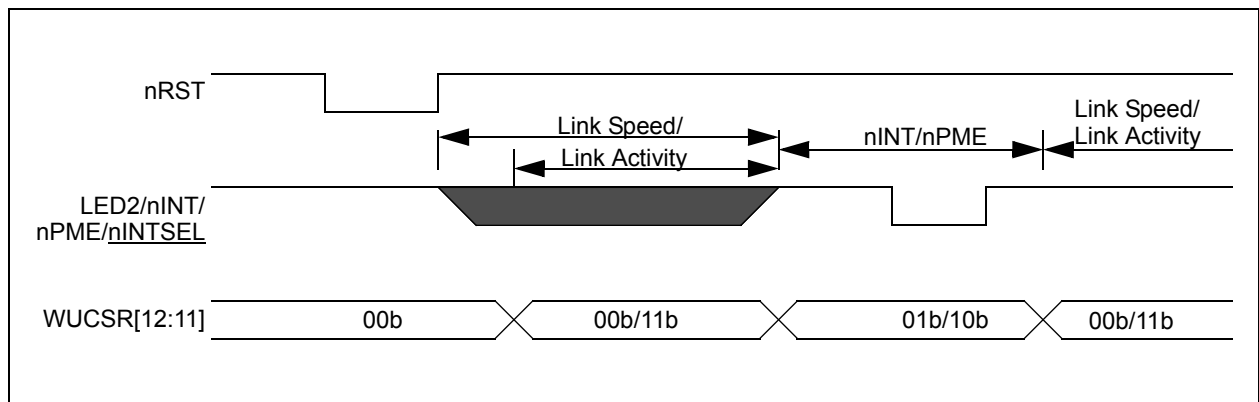 nRST
Link Speed/
Link Activity
nINT/nPME
Link Speed/
Link Activity
LED2/nINT/
nPME/nINTSEL
WUCSR[12:11]
00b
00b/11b
01b/10b
00b/11b